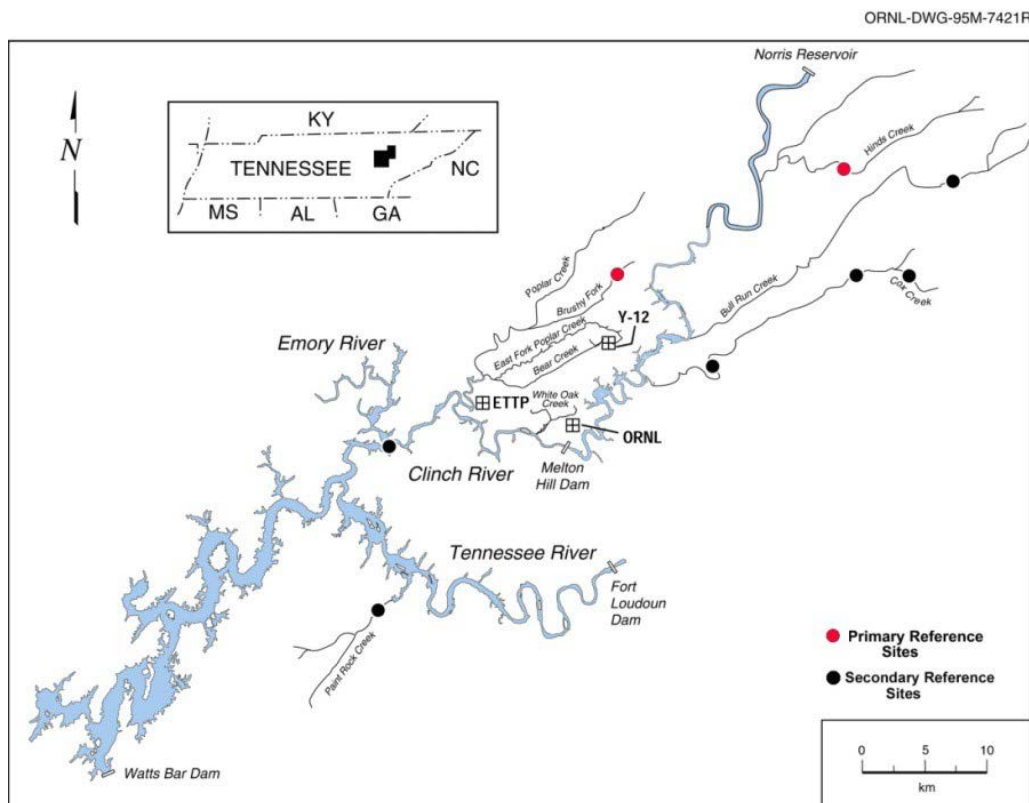 ORNL-DWG-95M-7421R
Norris Reservoir
N
KY
TENNESSEE
NC
MS
AL
GA
Hinds Creek
Poplar Creek
Brushy Fork
Bull Run Creek
Cox Creek
Y-12
East Fork Poplar Creek
Bear Creek
Emory River
White Oak
Creek
ETTP
ORNL
Clinch River
Melton
Hill Dam
Tennessee River
Fort
Loudoun
Dam
Paint Rock Creek
Primary Reference
Sites
Secondary Reference
Sites
Watts Bar Dam
0 5 10
km